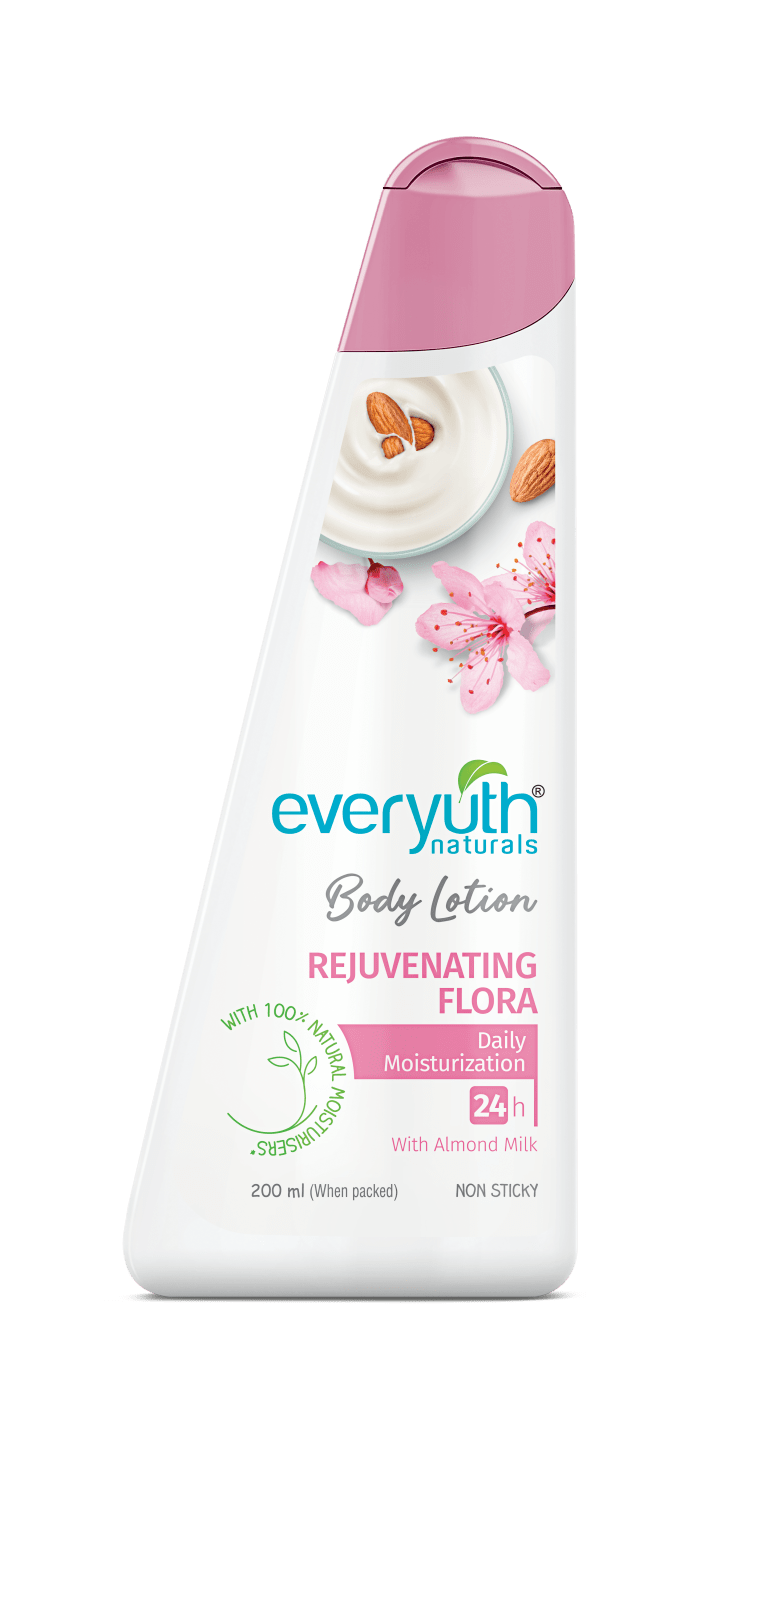 everyuth®
naturals
Body Lotion
REJUVENATING
FLORA
WITH 100% NATURAL MOISTURISERS*
Daily
Moisturization
24h
With Almond Milk
200 ml (When packed) NON STICKY